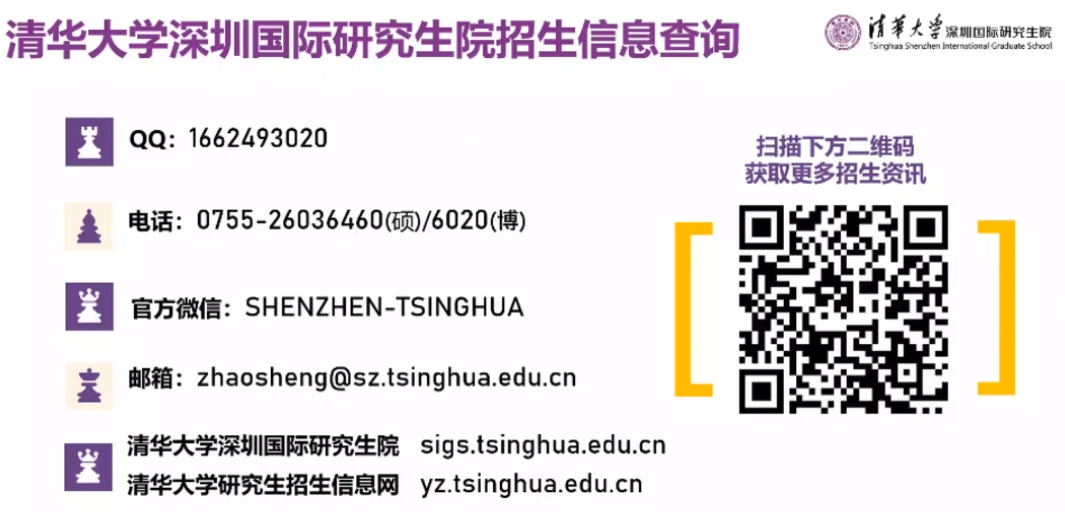 清华大学深圳国际研究生院招生信息查询
清华大学深圳国际研究生院
Tsinghua Shenzhen International Graduate School
QQ：1662493020
电话：0755-26036460(硕)/6020(博)
官方微信：SHENZHEN-TSINGHUA
邮箱：zhaosheng@sz.tsinghua.edu.cn
清华大学深圳国际研究生院 sigs.tsinghua.edu.cn
清华大学研究生招生信息网 yz.tsinghua.edu.cn
扫描下方二维码
获取更多招生资讯